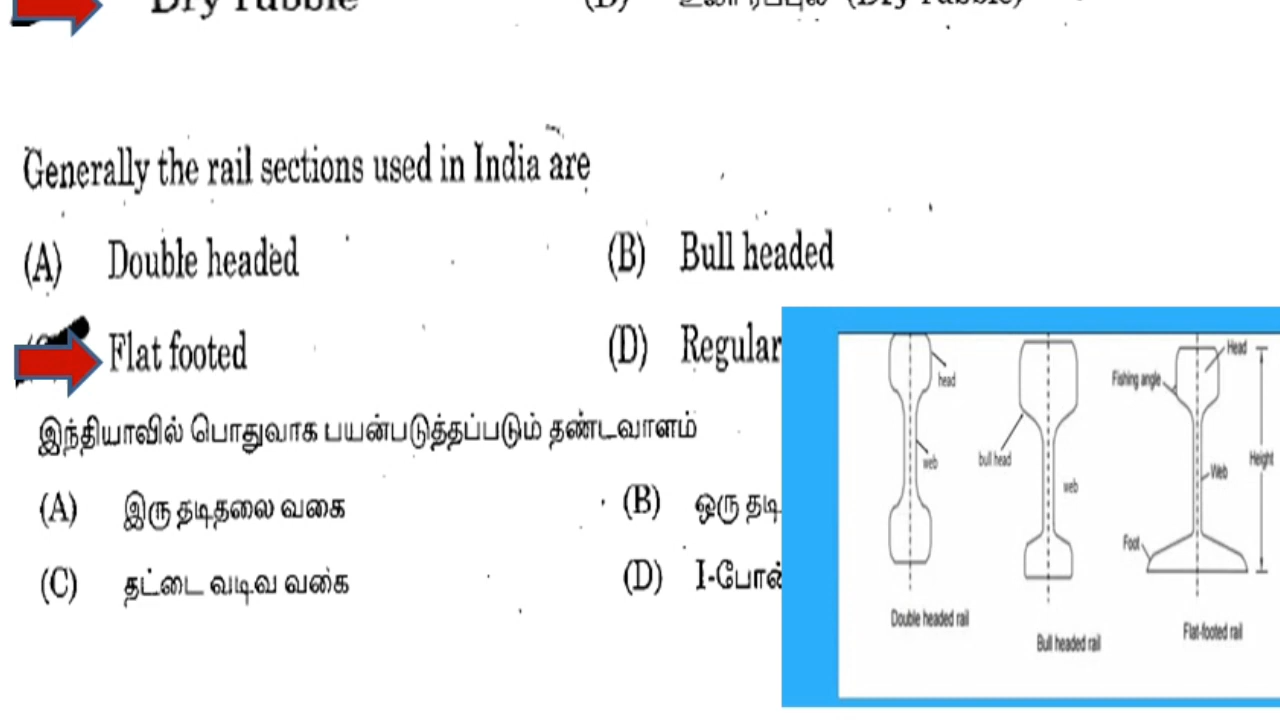 Dry rubble (B) (Dry rubble)
Generally the rail sections used in India are
(A) Double headed (B) Bull headed
Flat footed (D) Regular
இந்தியாவில் பொதுவாக பயன்படுத்தப்படும் தண்டவாளம்
(A) இரு தடிதலை வகை (B) ஒரு தடி
(C) தட்டை வடிவ வகை (D) I-போன்
head
web
Double headed rail
bull head
web
Bull headed rail
Head
Fishing angle
Web
Height
Foot
Flat-footed rail